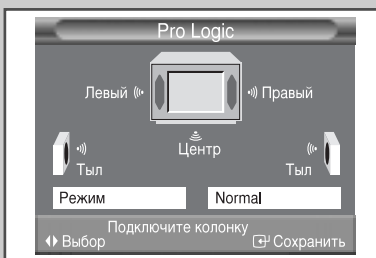 Pro Logic
Левый Правый
Центр
Тыл Тыл
Режим Normal
Подключите колонку
Выбор Сохранить